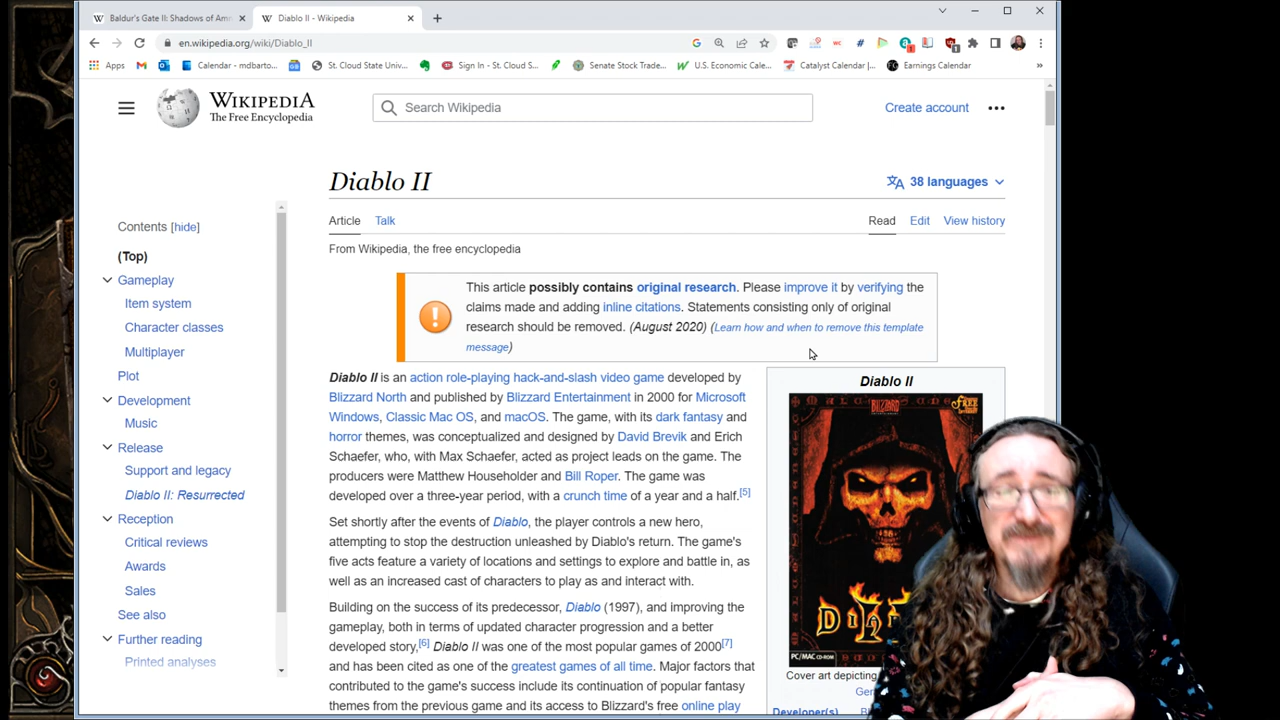 Baldur's Gate II: Shadows of Am
Diablo II - Wikipedia
en.wikipedia.org/wiki/Diablo_II
Apps
Calendar - mdbarto...
St. Cloud State Univ...
Sign In - St. Cloud S...
Senate Stock Trade...
U.S. Economic Cale...
Catalyst Calendar |...
Earnings Calendar
WIKIPEDIA
The Free Encyclopedia
Search Wikipedia
Create account
Diablo II
38 languages
Article Talk
Read Edit View history
From Wikipedia, the free encyclopedia
Contents [hide]
(Top)
Gameplay
Item system
Character classes
Multiplayer
Plot
Development
Music
Release
Support and legacy
Diablo II: Resurrected
Reception
Critical reviews
Awards
Sales
See also
Further reading
Printed analyses
This article possibly contains original research. Please improve it by verifying the
claims made and adding inline citations. Statements consisting only of original
research should be removed. (August 2020) (Learn how and when to remove this template
message)
Diablo II is an action role-playing hack-and-slash video game developed by
Blizzard North and published by Blizzard Entertainment in 2000 for Microsoft
Windows, Classic Mac OS, and macOS. The game, with its dark fantasy and
horror themes, was conceptualized and designed by David Brevik and Erich
Schaefer, who, with Max Schaefer, acted as project leads on the game. The
producers were Matthew Householder and Bill Roper. The game was
developed over a three-year period, with a crunch time of a year and a half.[5]
Set shortly after the events of Diablo, the player controls a new hero,
attempting to stop the destruction unleashed by Diablo's return. The game's
five acts feature a variety of locations and settings to explore and battle in, as
well as an increased cast of characters to play as and interact with.
Building on the success of its predecessor, Diablo (1997), and improving the
gameplay, both in terms of updated character progression and a better
developed story,[6] Diablo II was one of the most popular games of 2000[7]
and has been cited as one of the greatest games of all time. Major factors that
contributed to the game's success include its continuation of popular fantasy
themes from the previous game and its access to Blizzard's free online play
Diablo II
BLIZZARD
FREE
PC/MAC CD-ROM
Cover art depicting
Developer(s)